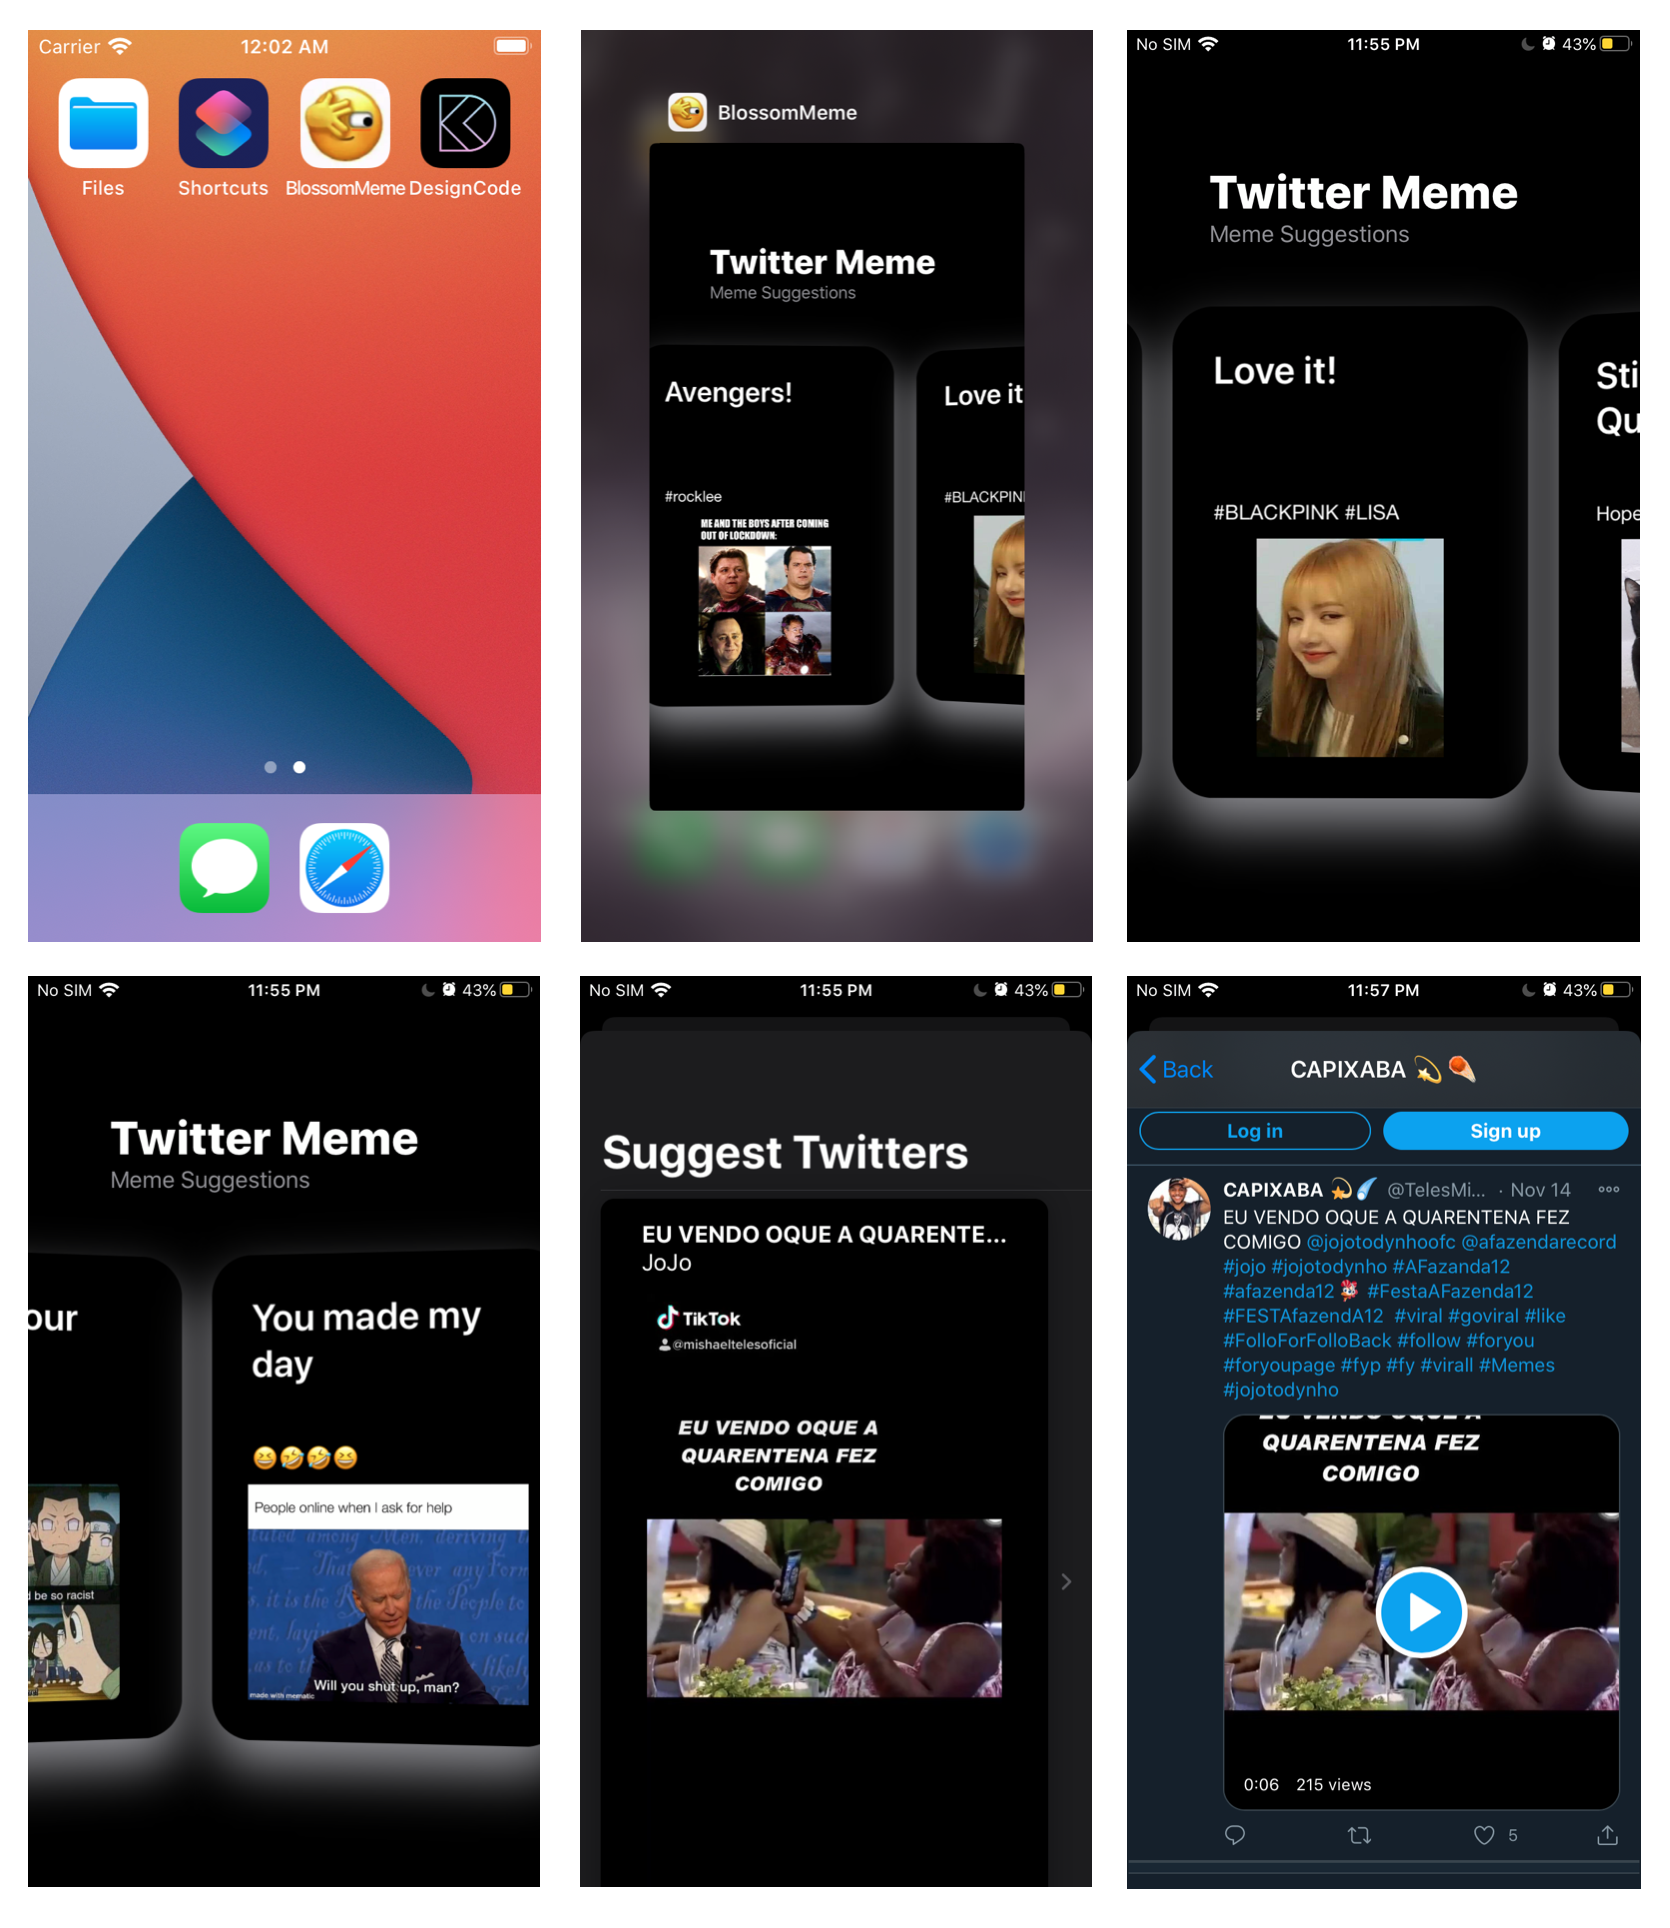 Carrier 12:02 AM
Files Shortcuts BlossomMeme DesignCode
BlossomMeme
Twitter Meme
Meme Suggestions
Avengers!
Love it
#rocklee
#BLACKPIN
ME AND THE BOYS AFTER COMING
OUT OF LOCKDOWN:
No SIM 11:55 PM 43%
Twitter Meme
Meme Suggestions
Love it!
Sti
Qu
#BLACKPINK #LISA
Hope
No SIM 11:55 PM 43%
Twitter Meme
Meme Suggestions
our
You made my
day
😆🤣🤣😆
People online when I ask for help
d be so racist
Will you shut up, man?
made with mematic
No SIM 11:55 PM 43%
Suggest Twitters
EU VENDO OQUE A QUARENTE...
JoJo
TikTok
@mishaeltelesoficial
EU VENDO OQUE A
QUARENTENA FEZ
COMIGO
No SIM 11:57 PM 43%
Back CAPIXABA 💫☄️
Log in Sign up
CAPIXABA 💫☄️ @TelesMi... · Nov 14
EU VENDO OQUE A QUARENTENA FEZ
COMIGO @jojotodynhoofc @afazendarecord
#jojo #jojotodynho #AFazanda12
#afazenda12 #FestaAFazenda12
#FESTAfazendA12 #viral #goviral #like
#FolloForFolloBack #follow #foryou
#foryoupage #fyp #fy #virall #Memes
#jojotodynho
EU VENDO OQUE A
QUARENTENA FEZ
COMIGO
0:06 215 views
5